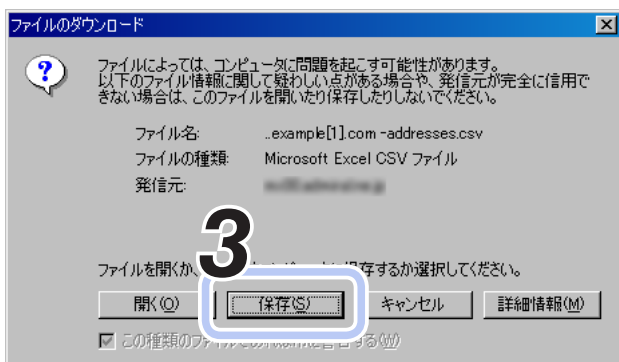 ファイルのダウンロード
ファイルによっては、コンピュータに問題を起こす可能性があります。
以下のファイル情報に関して疑わしい点がある場合や、発信元が完全に信用で
きない場合は、このファイルを開いたり保存したりしないでください。
ファイル名: ..example[1].com -addresses.csv
ファイルの種類: Microsoft Excel CSV ファイル
発信元:
ファイルを開くか、 保存するか選択してください。
3
開く(O) 保存(S) キャンセル 詳細情報(M)
この種類のファイル する(W)